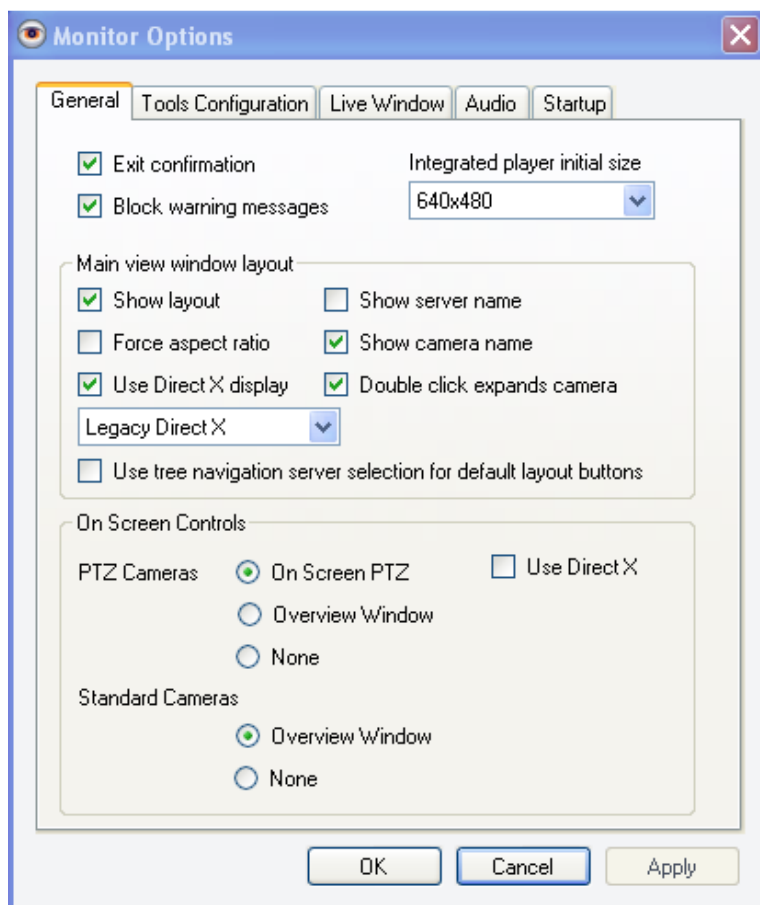 Monitor Options
General Tools Configuration Live Window Audio Startup
Exit confirmation
Integrated player initial size
Block warning messages
640x480
Main view window layout
Show layout Show server name
Force aspect ratio Show camera name
Use Direct X display Double click expands camera
Legacy Direct X
Use tree navigation server selection for default layout buttons
On Screen Controls
PTZ Cameras On Screen PTZ Use Direct X
Overview Window
None
Standard Cameras
Overview Window
None
OK Cancel Apply